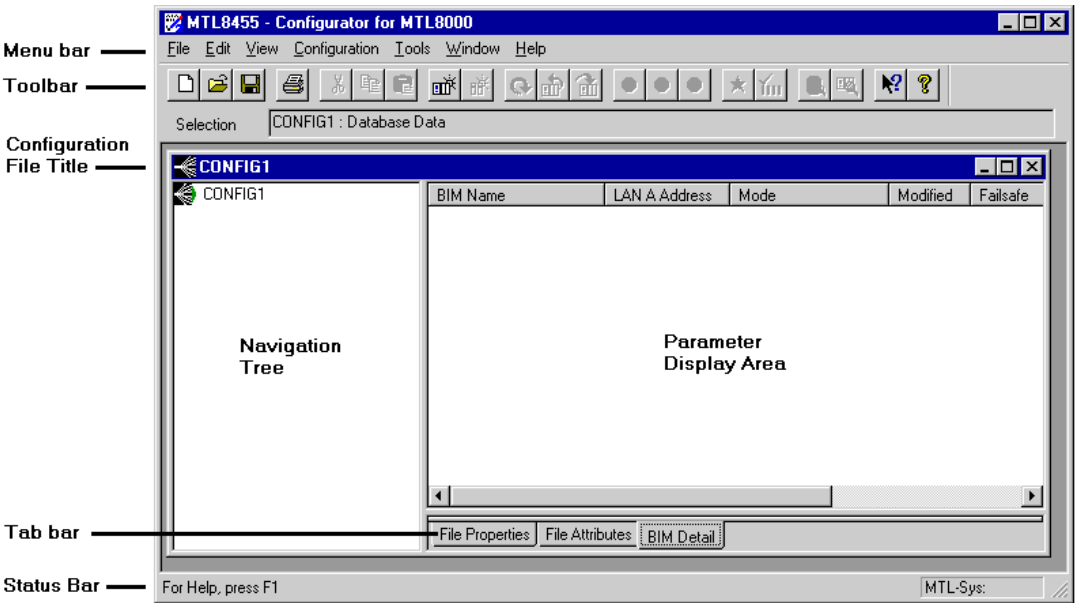 MTL8455 - Configurator for MTL8000
Menu bar
File Edit View Configuration Tools Window Help
Toolbar
Selection CONFIG1 : Database Data
Configuration
File Title
CONFIG1
CONFIG1
BIM Name LAN A Address Mode Modified Failsafe
Navigation
Tree
Parameter
Display Area
Tab bar
File Properties File Attributes BIM Detail
Status Bar
For Help, press F1 MTL-Sys: